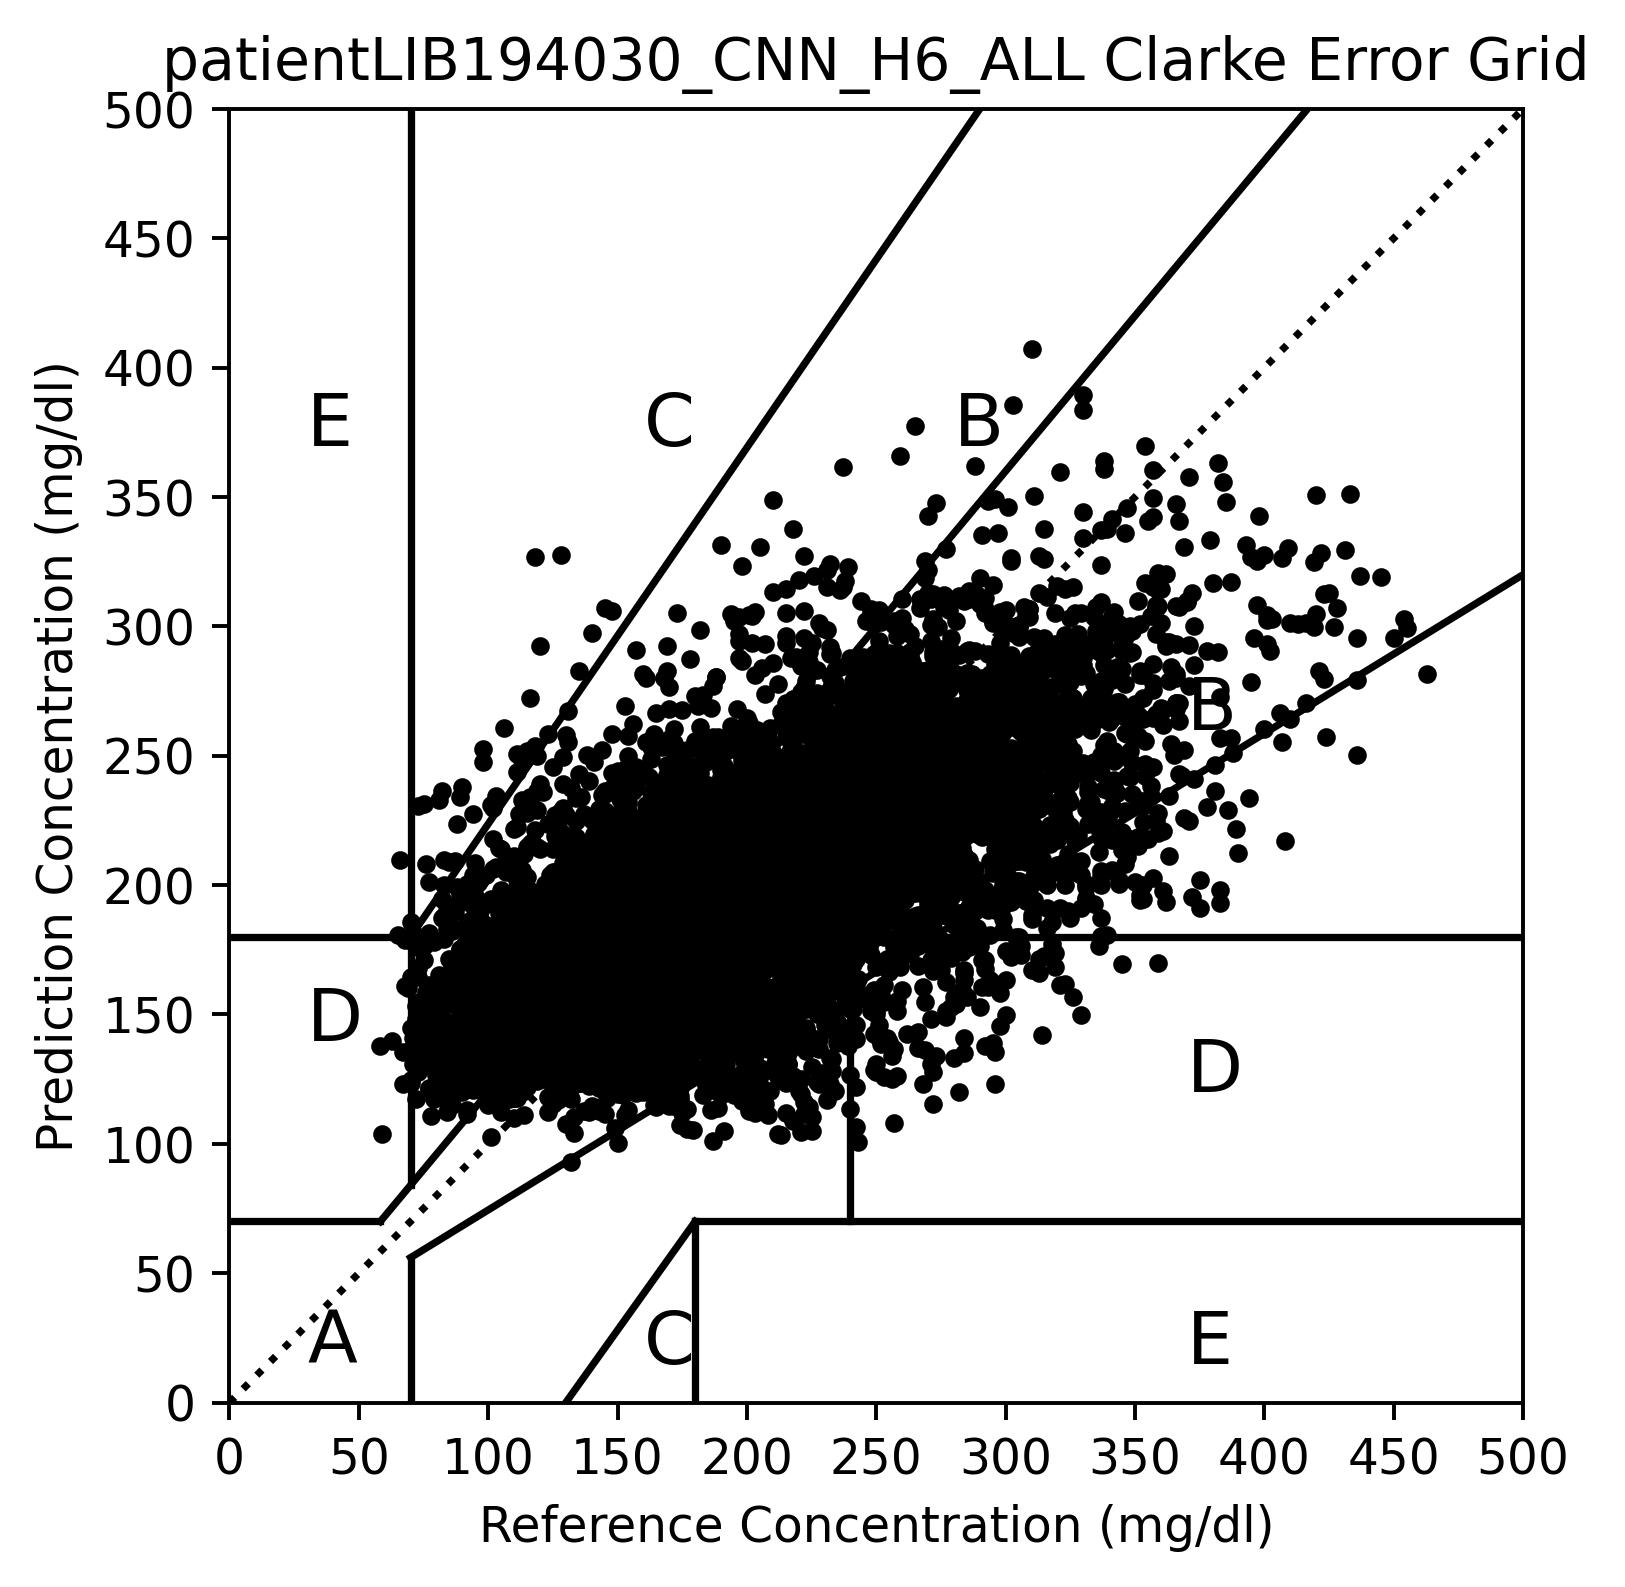 patientLIB194030_CNN_H6_ALL Clarke Error Grid
500
450
400
350
300
250
200
150
100
50
0
Prediction Concentration (mg/dl)
E
C
B
B
D
D
A
C
E
0 50 100 150 200 250 300 350 400 450 500
Reference Concentration (mg/dl)